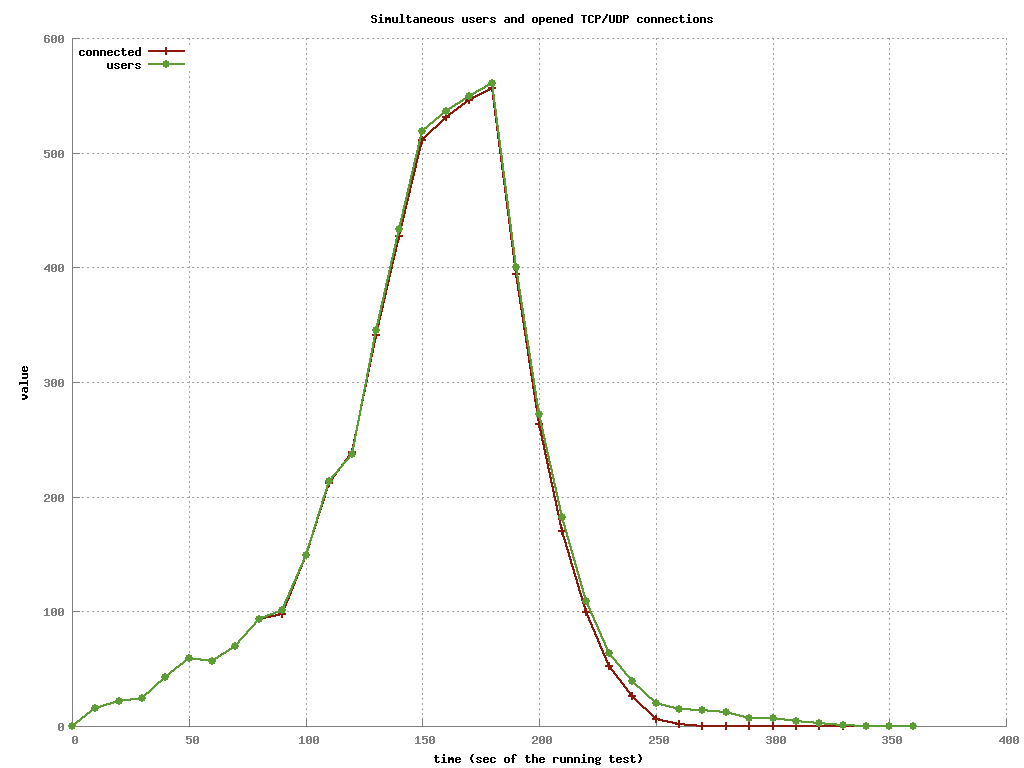 Simultaneous users and opened TCP/UDP connections
600
connected
users
500
400
300
value
200
100
0
0 50 100 150 200 250 300 350 400
time (sec of the running test)